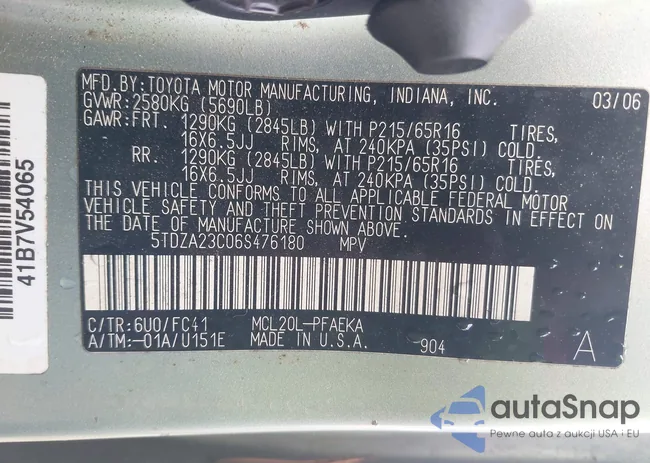 MFD.BY:TOYOTA MOTOR MANUFACTURING, INDIANA, INC. 03/06
GVWR:2580KG (5690LB)
GAWR:FRT. 1290KG (2845LB) WITH P215/65R16 TIRES,
16X6.5JJ RIMS, AT 240KPA (35PSI) COLD.
RR. 1290KG (2845LB) WITH P215/65R16 TIRES,
16X6.5JJ RIMS, AT 240KPA (35PSI) COLD.
THIS VEHICLE CONFORMS TO ALL APPLICABLE FEDERAL MOTOR
VEHICLE SAFETY AND THEFT PREVENTION STANDARDS IN EFFECT ON
THE DATE OF MANUFACTURE SHOWN ABOVE.
5TDZA23C06S476180 MPV
C/TR:6U0/FC41 MCL20L-PFAEKA
A/TM:-01A/U151E MADE IN U.S.A. 904 A
41B7V54065
autaSnap
Pewne auta z aukcji USA i EU